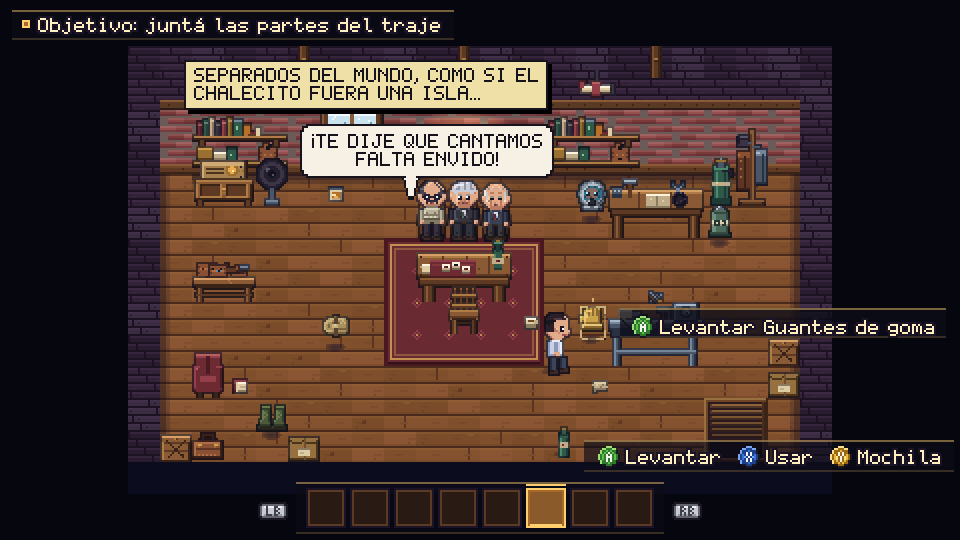 Objetivo: juntá las partes del traje
SEPARADOS DEL MUNDO, COMO SI EL
CHALECITO FUERA UNA ISLA...
¡TE DIJE QUE CANTAMOS
FALTA ENVIDO!
A Levantar Guantes de goma
A Levantar X Usar Y Mochila
LB RB